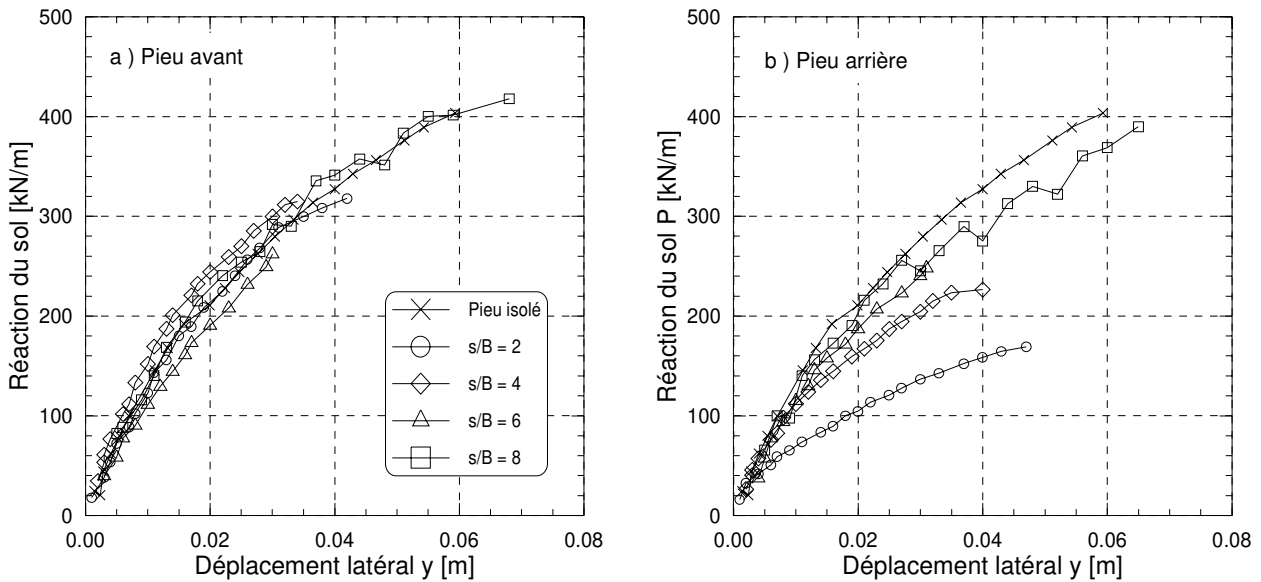 500
400
300
200
100
0
Réaction du sol [kN/m]
a ) Pieu avant
Pieu isolé
s/B = 2
s/B = 4
s/B = 6
s/B = 8
0.00 0.02 0.04 0.06 0.08
Déplacement latéral y [m]
500
400
300
200
100
0
Réaction du sol P [kN/m]
b ) Pieu arrière
0.00 0.02 0.04 0.06 0.08
Déplacement latéral y [m]